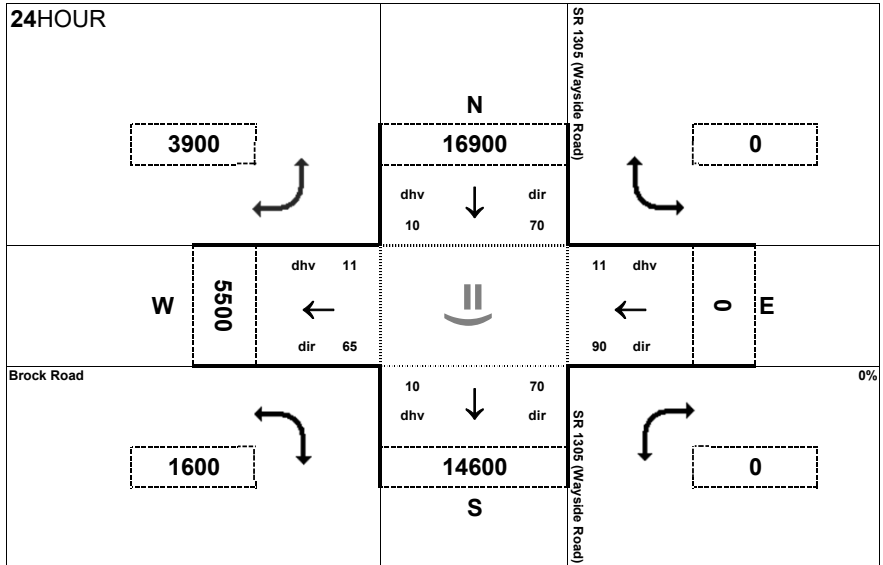 24HOUR
SR 1305 (Wayside Road)
N
3900
16900
0
dhv
dir
10
70
dhv 11
11 dhv
W
5500
0
E
dir 65
90 dir
Brock Road
0%
10
70
dhv
dir
SR 1305 (Wayside Road)
1600
14600
0
S